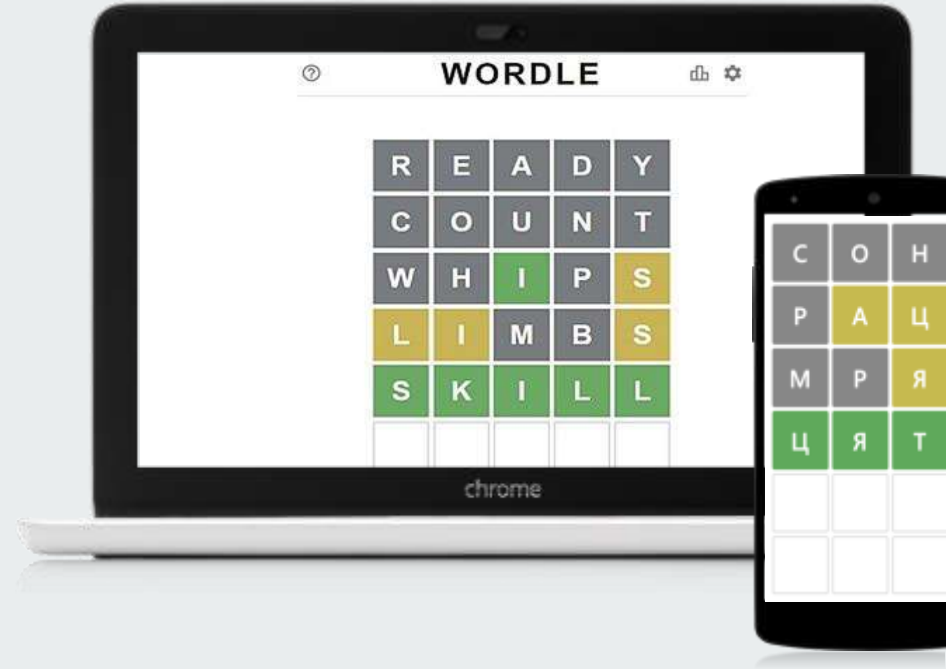 WORDLE
READY
COUNT
WHIPS
LIMBS
SKILL
chrome
СОН
РАЦ
МРЯ
ЦЯТ